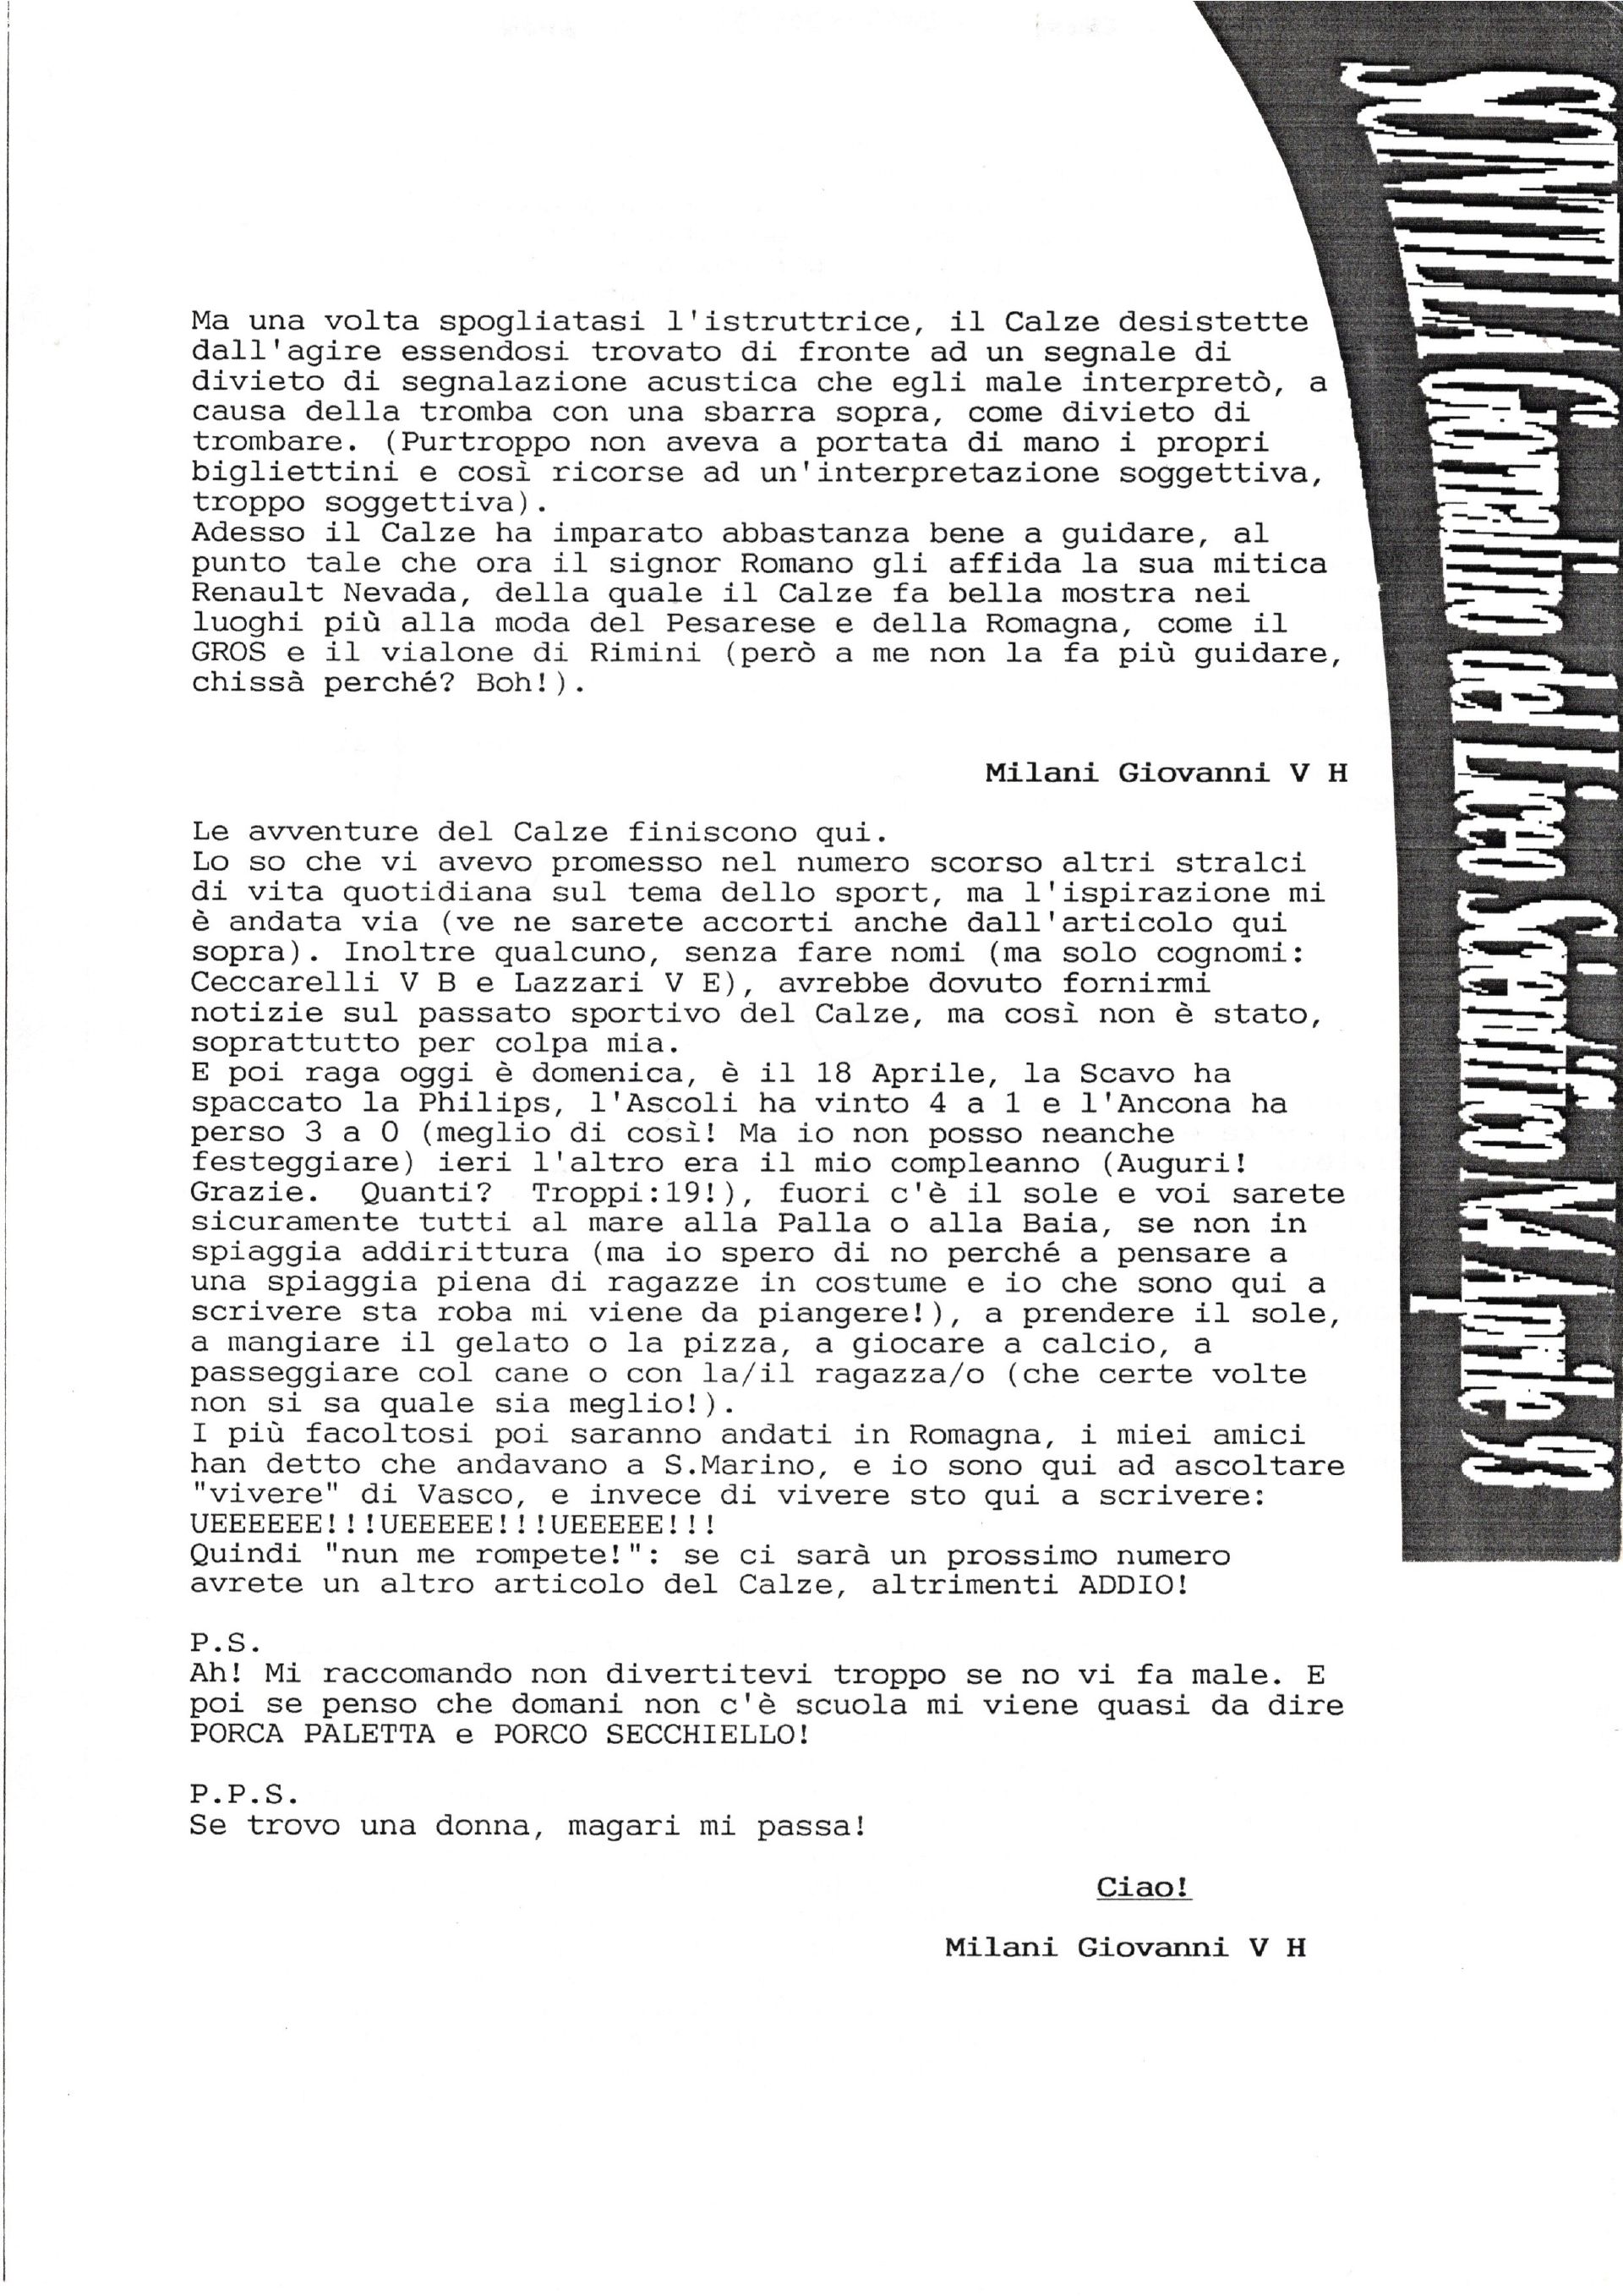 Ma una volta spogliatasi l'istruttrice, il Calze desistette
dall'agire essendosi trovato di fronte ad un segnale di
divieto di segnalazione acustica che egli male interpretò, a
causa della tromba con una sbarra sopra, come divieto di
trombare. (Purtroppo non aveva a portata di mano i propri
bigliettini e così ricorse ad un'interpretazione soggettiva,
troppo soggettiva).
Adesso il Calze ha imparato abbastanza bene a guidare, al
punto tale che ora il signor Romano gli affida la sua mitica
Renault Nevada, della quale il Calze fa bella mostra nei
luoghi più alla moda del Pesarese e della Romagna, come il
GROS e il vialone di Rimini (però a me non la fa più guidare,
chissà perché? Boh!).
Milani Giovanni V H
Le avventure del Calze finiscono qui.
Lo so che vi avevo promesso nel numero scorso altri stralci
di vita quotidiana sul tema dello sport, ma l'ispirazione mi
è andata via (ve ne sarete accorti anche dall'articolo qui
sopra). Inoltre qualcuno, senza fare nomi (ma solo cognomi:
Ceccarelli V B e Lazzari V E), avrebbe dovuto fornirmi
notizie sul passato sportivo del Calze, ma così non è stato,
soprattutto per colpa mia.
E poi raga oggi è domenica, è il 18 Aprile, la Scavo ha
spaccato la Philips, l'Ascoli ha vinto 4 a 1 e l'Ancona ha
perso 3 a 0 (meglio di così! Ma io non posso neanche
festeggiare) ieri l'altro era il mio compleanno (Auguri!
Grazie.  Quanti?  Troppi:19!), fuori c'è il sole e voi sarete
sicuramente tutti al mare alla Palla o alla Baia, se non in
spiaggia addirittura (ma io spero di no perché a pensare a
una spiaggia piena di ragazze in costume e io che sono qui a
scrivere sta roba mi viene da piangere!), a prendere il sole,
a mangiare il gelato o la pizza, a giocare a calcio, a
passeggiare col cane o con la/il ragazza/o (che certe volte
non si sa quale sia meglio!).
I più facoltosi poi saranno andati in Romagna, i miei amici
han detto che andavano a S.Marino, e io sono qui ad ascoltare
"vivere" di Vasco, e invece di vivere sto qui a scrivere:
UEEEEEE!!!UEEEEE!!!UEEEEE!!!
Quindi "nun me rompete!": se ci sarà un prossimo numero
avrete un altro articolo del Calze, altrimenti ADDIO!
P.S.
Ah! Mi raccomando non divertitevi troppo se no vi fa male. E
poi se penso che domani non c'è scuola mi viene quasi da dire
PORCA PALETTA e PORCO SECCHIELLO!
P.P.S.
Se trovo una donna, magari mi passa!
Ciao!
Milani Giovanni V H